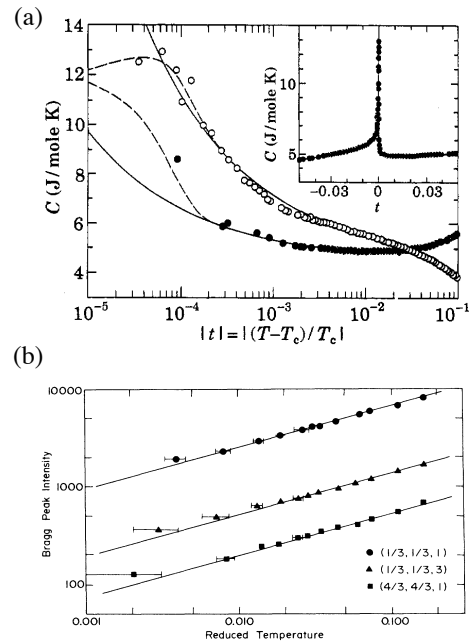 (a)
14
12
10
8
6
4
C (J/mole K)
10⁻⁵
10⁻⁴
10⁻³
10⁻²
10⁻¹
|t|=|(T−Tc)/Tc|
10
5
C (J/mole K)
−0.03
0
0.03
t
(b)
10000
1000
100
Bragg Peak Intensity
(1/3, 1/3, 1)
(1/3, 1/3, 3)
(4/3, 4/3, 1)
0.001
0.010
0.100
Reduced Temperature